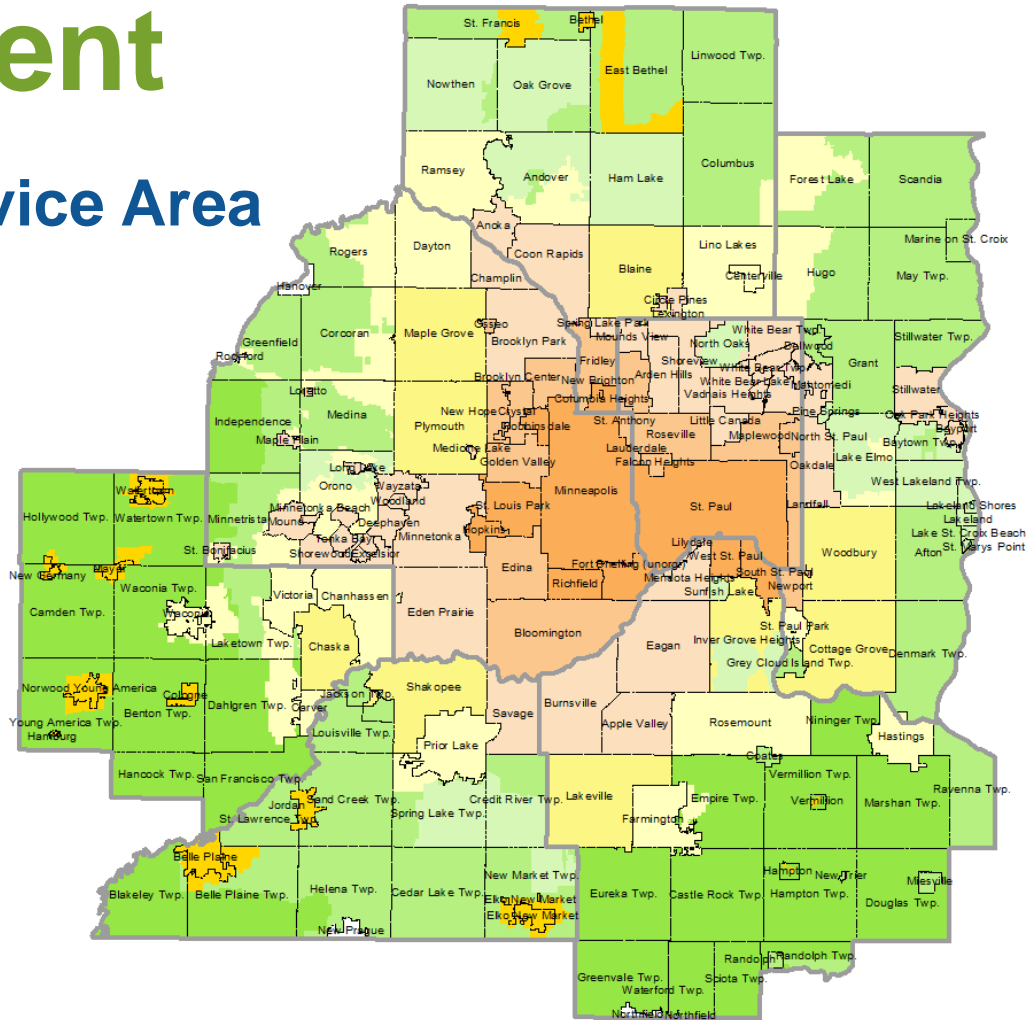 ent
vice Area
St. Francis
Bethel
Linwood Twp.
East Bethel
Nowthen
Oak Grove
Columbus
Ramsey
Andover
Ham Lake
Forest Lake
Scandia
Anoka
Marine on St. Croix
Rogers
Dayton
Coon Rapids
Lino Lakes
Blaine
Centerville
Hugo
May Twp.
Hanover
Champlin
Circle Pines
Lexington
Osseo
Spring Lake Park
Corcoran
Maple Grove
Brooklyn Park
Mounds View
White Bear Twp.
Stillwater Twp.
Greenfield
North Oaks
Dellwood
Rockford
Fridley
Shoreview
Grant
White Bear Twp.
Brooklyn Center
New Brighton
Arden Hills
White Bear Lake
Mahtomedi
Stillwater
Loretto
Columbia Heights
Vadnais Heights
Medina
New Hope
Crystal
Pine Springs
Oak Park Heights
Independence
Plymouth
Robbinsdale
St. Anthony
Little Canada
Bayport
Maple Plain
Roseville
Maplewood
North St. Paul
Baytown Twp.
Medicine Lake
Lauderdale
Lake Elmo
Golden Valley
Falcon Heights
Oakdale
Long Lake
Orono
Wayzata
West Lakeland Twp.
Watertown
Minneapolis
Woodland
St. Louis Park
St. Paul
Landfall
Lakeland Shores
Minnetonka Beach
Hollywood Twp.
Watertown Twp.
Minnetrista
Mound
Deephaven
Lakeland
Hopkins
Minnetonka
Lake St. Croix Beach
Tonka Bay
Lilydale
St. Marys Point
St. Bonifacius
Shorewood
Excelsior
Woodbury
Afton
West St. Paul
Fort Snelling (unorg.)
Edina
South St. Paul
New Germany
Mayer
Mendota Heights
Richfield
Newport
Waconia Twp.
Sunfish Lake
Victoria
Chanhassen
Camden Twp.
Waconia
Eden Prairie
St. Paul Park
Bloomington
Inver Grove Heights
Laketown Twp.
Chaska
Eagan
Cottage Grove
Denmark Twp.
Grey Cloud Island Twp.
Norwood Young America
Shakopee
Cologne
Jackson Twp.
Burnsville
Dahlgren Twp.
Carver
Benton Twp.
Savage
Nininger Twp.
Young America Twp.
Apple Valley
Rosemount
Hamburg
Louisville Twp.
Hastings
Prior Lake
Coates
Hancock Twp.
San Francisco Twp.
Vermillion Twp.
Ravenna Twp.
Credit River Twp.
Lakeville
Empire Twp.
Vermillion
Marshan Twp.
Jordan
Sand Creek Twp.
Spring Lake Twp.
St. Lawrence Twp.
Farmington
Belle Plaine
Hampton
New Trier
New Market Twp.
Miesville
Blakeley Twp.
Belle Plaine Twp.
Helena Twp.
Cedar Lake Twp.
Eureka Twp.
Castle Rock Twp.
Hampton Twp.
Elko New Market
Douglas Twp.
Elko New Market
New Prague
Randolph
Randolph Twp.
Greenvale Twp.
Sciota Twp.
Waterford Twp.
Northfield
Northfield